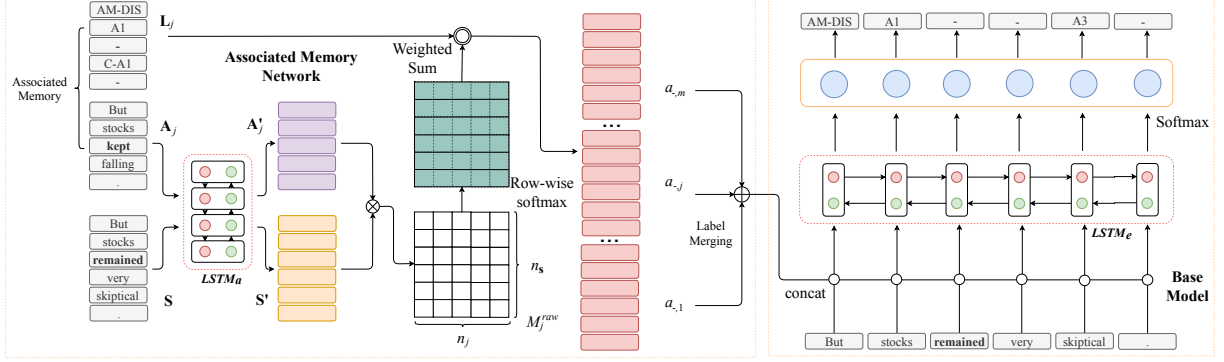 AM-DIS
A1
-
C-A1
-
L_j
Associated
Memory
But
stocks
kept
falling
.
A_j
But
stocks
remained
very
skiptical
.
S
LSTM_a
Associated Memory
Network
A'_j
S'
Weighted
Sum
Row-wise
softmax
n_s
M_j^{raw}
n_j
...
...
a_{-,m}
a_{-,j}
a_{-,1}
Label
Merging
AM-DIS
A1
-
-
A3
-
Softmax
LSTM_e
concat
Base
Model
But
stocks
remained
very
skiptical
.